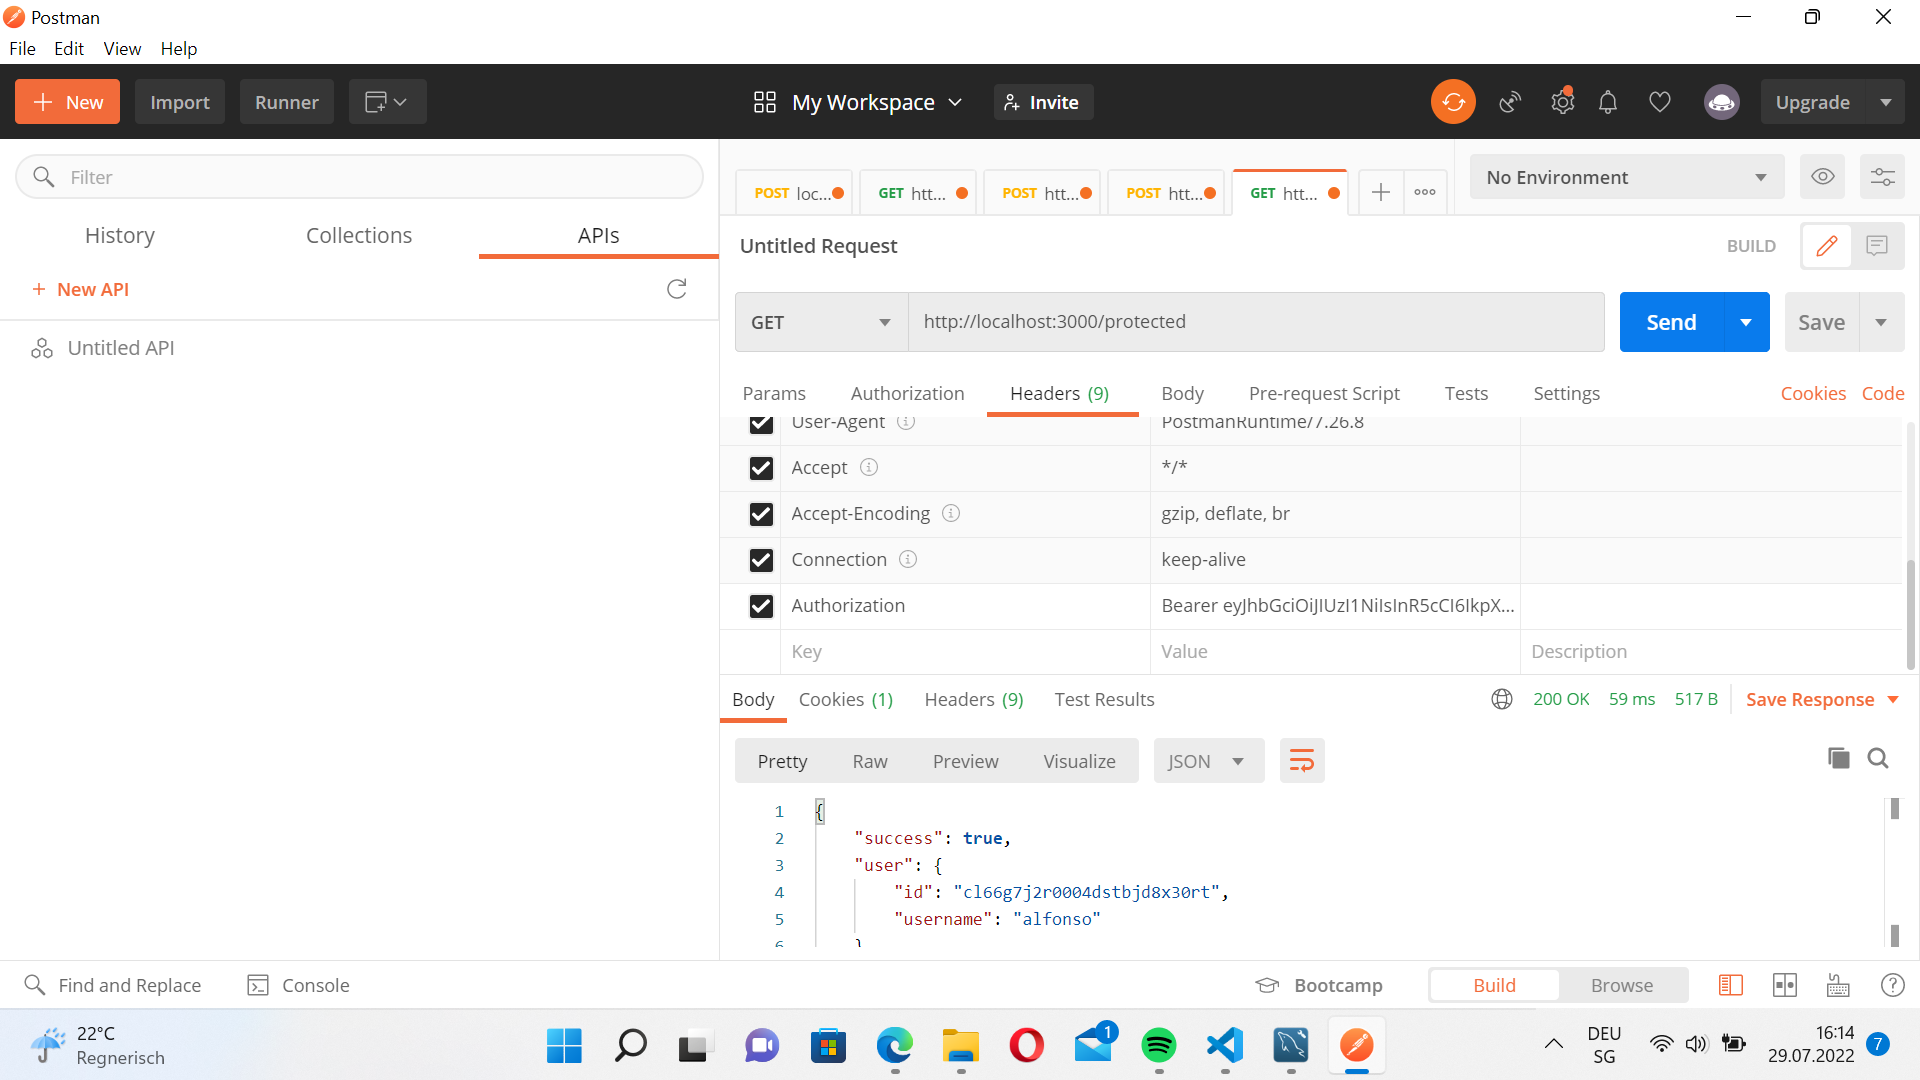 Postman
File Edit View Help
+ New Import Runner My Workspace Invite Upgrade
Filter
History Collections APIs
+ New API
Untitled API
POST loc... GET htt... POST htt... POST htt... GET htt... No Environment
Untitled Request BUILD
GET http://localhost:3000/protected Send Save
Params Authorization Headers (9) Body Pre-request Script Tests Settings Cookies Code
User-Agent PostmanRuntime/7.26.8
Accept */*
Accept-Encoding gzip, deflate, br
Connection keep-alive
Authorization Bearer eyJhbGciOiJIUzI1NiIsInR5cCI6IkpX...
Key Value Description
Body Cookies (1) Headers (9) Test Results 200 OK 59 ms 517 B Save Response
Pretty Raw Preview Visualize JSON
1 {
2 "success": true,
3 "user": {
4 "id": "cl66g7j2r0004dstbjd8x30rt",
5 "username": "alfonso"
6 }
Find and Replace Console Bootcamp Build Browse
22°C
Regnerisch
1
DEU
SG
16:14
29.07.2022
7